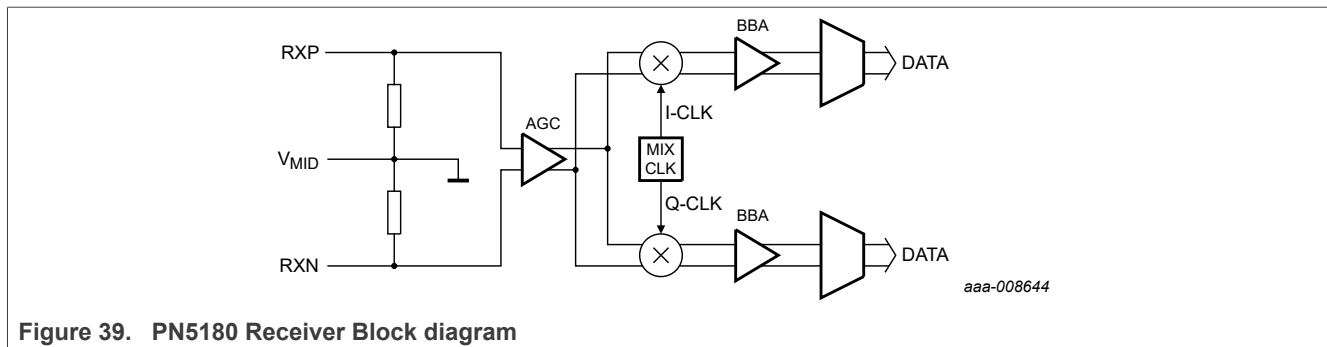 RXP
BBA
DATA
I-CLK
AGC
MIX
CLK
VMID
Q-CLK
BBA
RXN
DATA
aaa-008644
Figure 39. PN5180 Receiver Block diagram